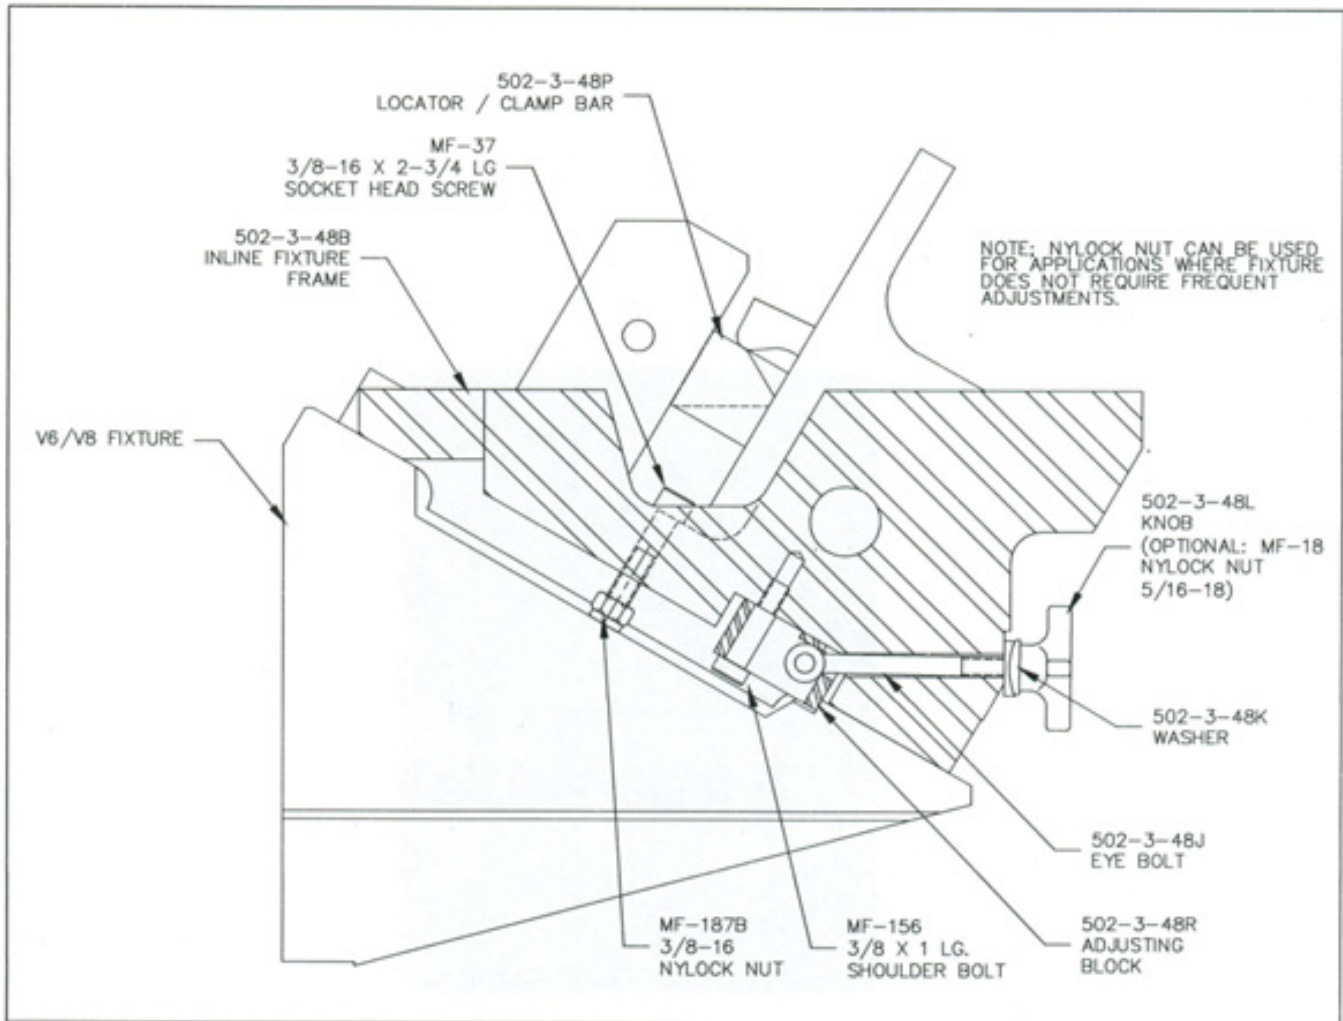 502-3-48P
LOCATOR / CLAMP BAR
MF-37
3/8-16 X 2-3/4 LG
SOCKET HEAD SCREW
502-3-48B
INLINE FIXTURE
FRAME
NOTE: NYLOCK NUT CAN BE USED
FOR APPLICATIONS WHERE FIXTURE
DOES NOT REQUIRE FREQUENT
ADJUSTMENTS.
V6/V8 FIXTURE
502-3-48L
KNOB
(OPTIONAL: MF-18
NYLOCK NUT
5/16-18)
502-3-48K
WASHER
502-3-48J
EYE BOLT
MF-187B
3/8-16
NYLOCK NUT
MF-156
3/8 X 1 LG.
SHOULDER BOLT
502-3-48R
ADJUSTING
BLOCK